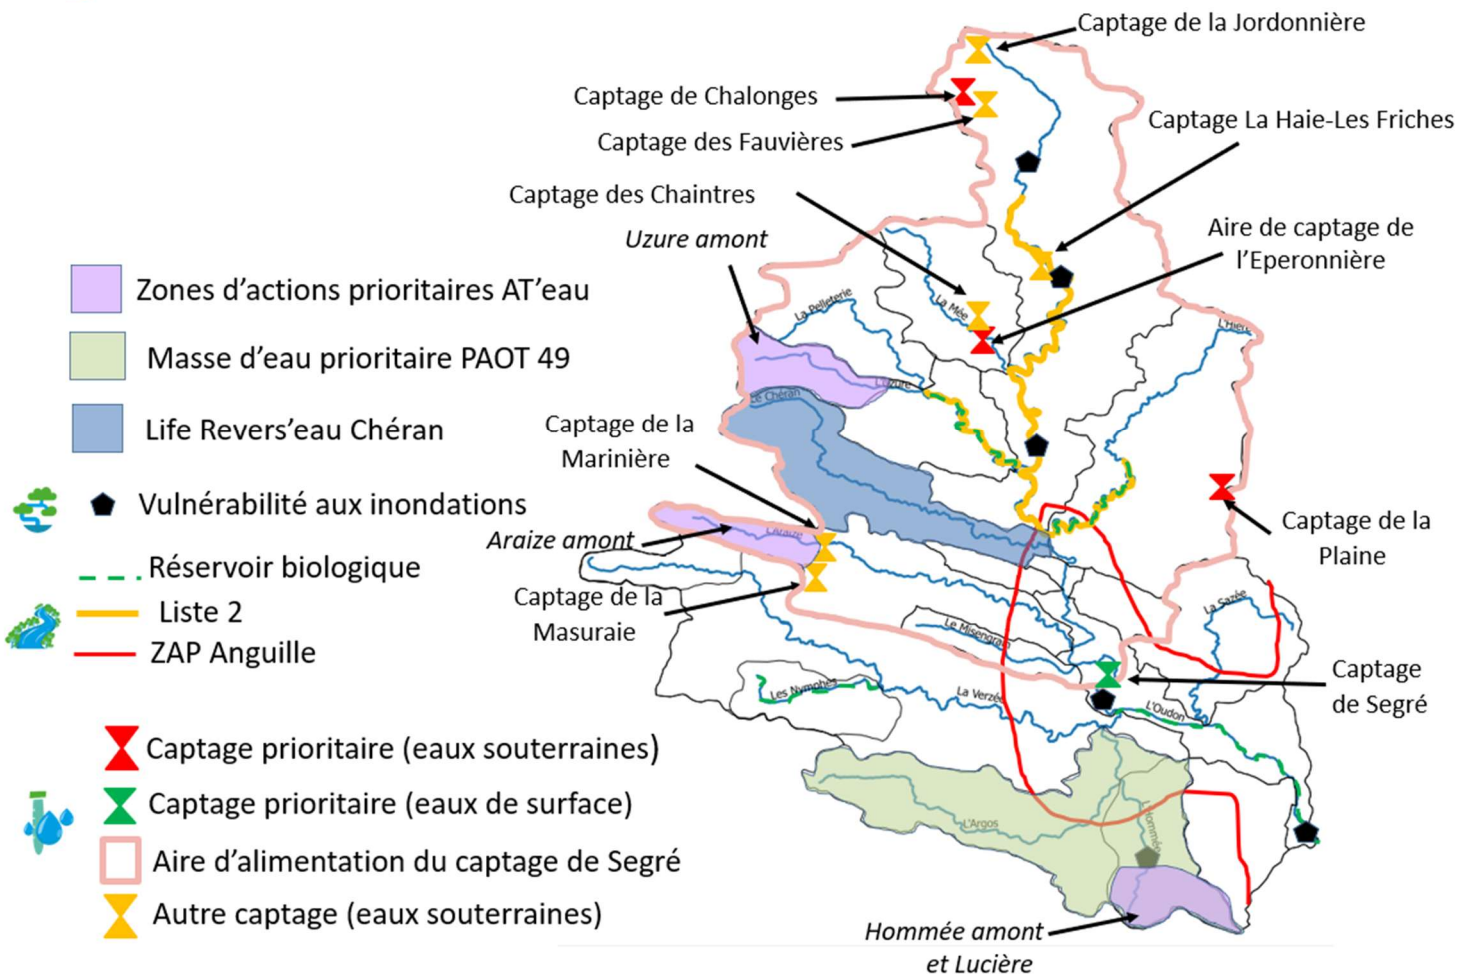 Captage de la Jordonnière
Captage de Chalonges
Captage La Haie-Les Friches
Captage des Fauvières
Captage des Chaintres
Uzure amont
Aire de captage de
l'Eperonnière
Zones d'actions prioritaires AT'eau
Masse d'eau prioritaire PAOT 49
Life Revers'eau Chéran
Vulnérabilité aux inondations
Réservoir biologique
Liste 2
ZAP Anguille
Captage prioritaire (eaux souterraines)
Captage prioritaire (eaux de surface)
Aire d'alimentation du captage de Segré
Autre captage (eaux souterraines)
La Pelleterie
La Mée
L'Uzure
Le Chéran
Captage de la
Marinière
Araize amont
L'Araize
Captage de la
Masuraie
Captage de la
Plaine
La Sazée
Le Misengrain
Les Nymphes
La Verzée
L'Oudon
Captage
de Segré
L'Argos
L'Hommée
Hommée amont
et Lucière